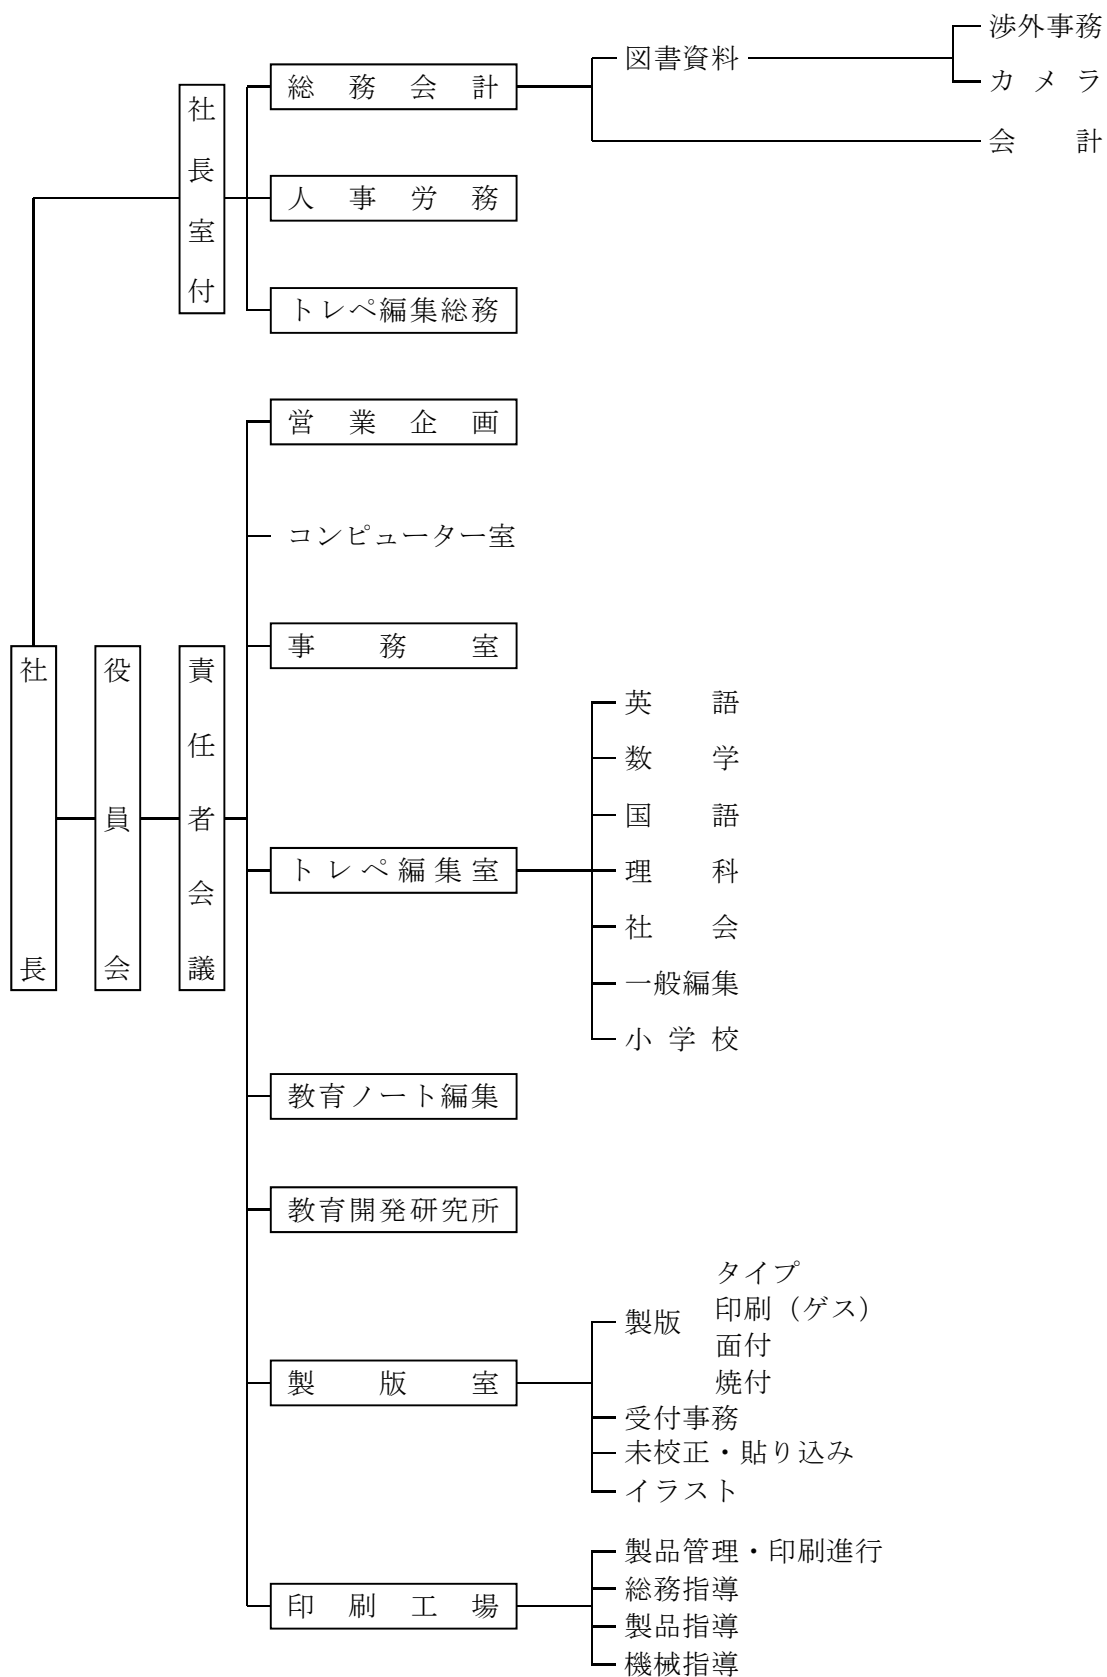 渉外事務
図書資料
カメラ
総務会計
会計
社長室付
人事労務
トレペ編集総務
営業企画
コンピューター室
事務室
社長
役員会
責任者会議
英語
数学
国語
トレペ編集室
理科
社会
一般編集
小学校
教育ノート編集
教育開発研究所
製版
タイプ
印刷（ゲス）
面付
焼付
製版室
受付事務
未校正・貼り込み
イラスト
製品管理・印刷進行
総務指導
印刷工場
製品指導
機械指導